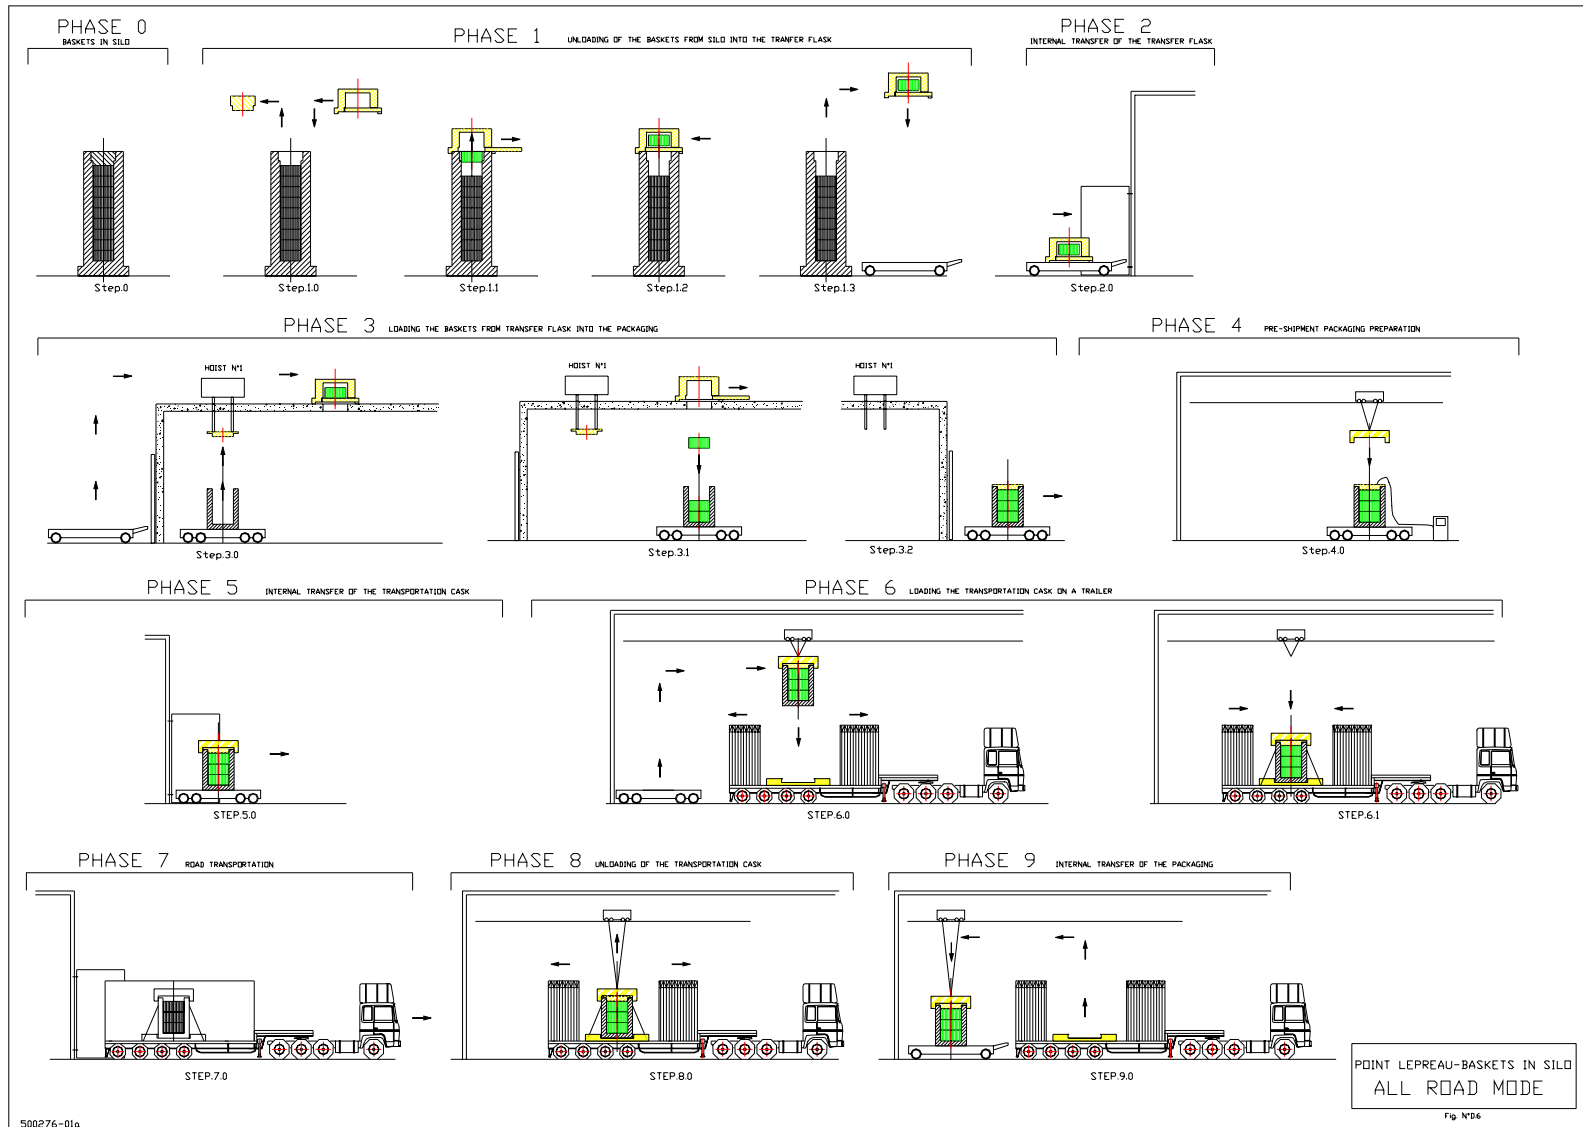 PHASE 0
BASKETS IN SILO
PHASE 1 UNLOADING OF THE BASKETS FROM SILO INTO THE TRANFER FLASK
PHASE 2
INTERNAL TRANSFER OF THE TRANSFER FLASK
Step.0
Step.1.0
Step.1.1
Step.1.2
Step.1.3
Step.2.0
PHASE 3 LOADING THE BASKETS FROM TRANSFER FLASK INTO THE PACKAGING
PHASE 4 PRE-SHIPMENT PACKAGING PREPARATION
HOIST N°1
HOIST N°1
HOIST N°1
Step.3.0
Step.3.1
Step.3.2
Step.4.0
PHASE 5 INTERNAL TRANSFER OF THE TRANSPORTATION CASK
PHASE 6 LOADING THE TRANSPORTATION CASK ON A TRAILER
STEP.5.0
STEP.6.0
STEP.6.1
PHASE 7 ROAD TRANSPORTATION
PHASE 8 UNLOADING OF THE TRANSPORTATION CASK
PHASE 9 INTERNAL TRANSFER OF THE PACKAGING
STEP.7.0
STEP.8.0
STEP.9.0
POINT LEPREAU-BASKETS IN SILO
ALL ROAD MODE
Fig. N°D.6
500276-01a